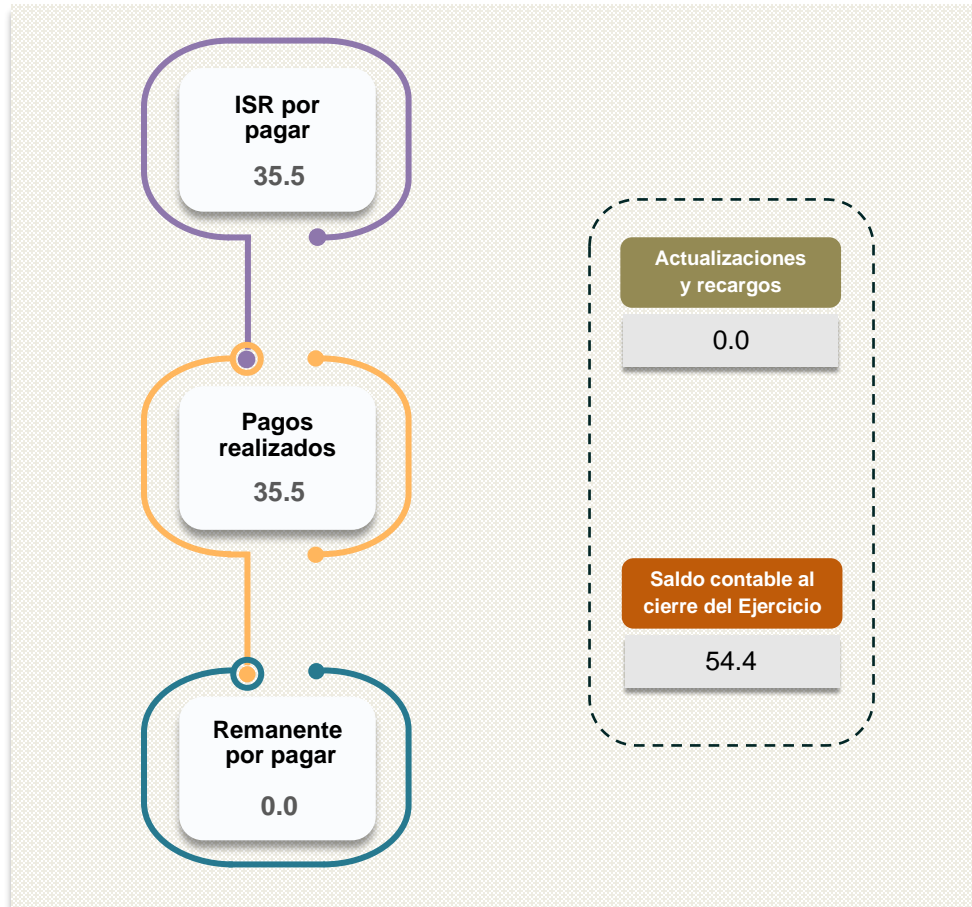 ISR por
pagar
35.5
Pagos
realizados
35.5
Remanente
por pagar
0.0
Actualizaciones
y recargos
0.0
Saldo contable al
cierre del Ejercicio
54.4